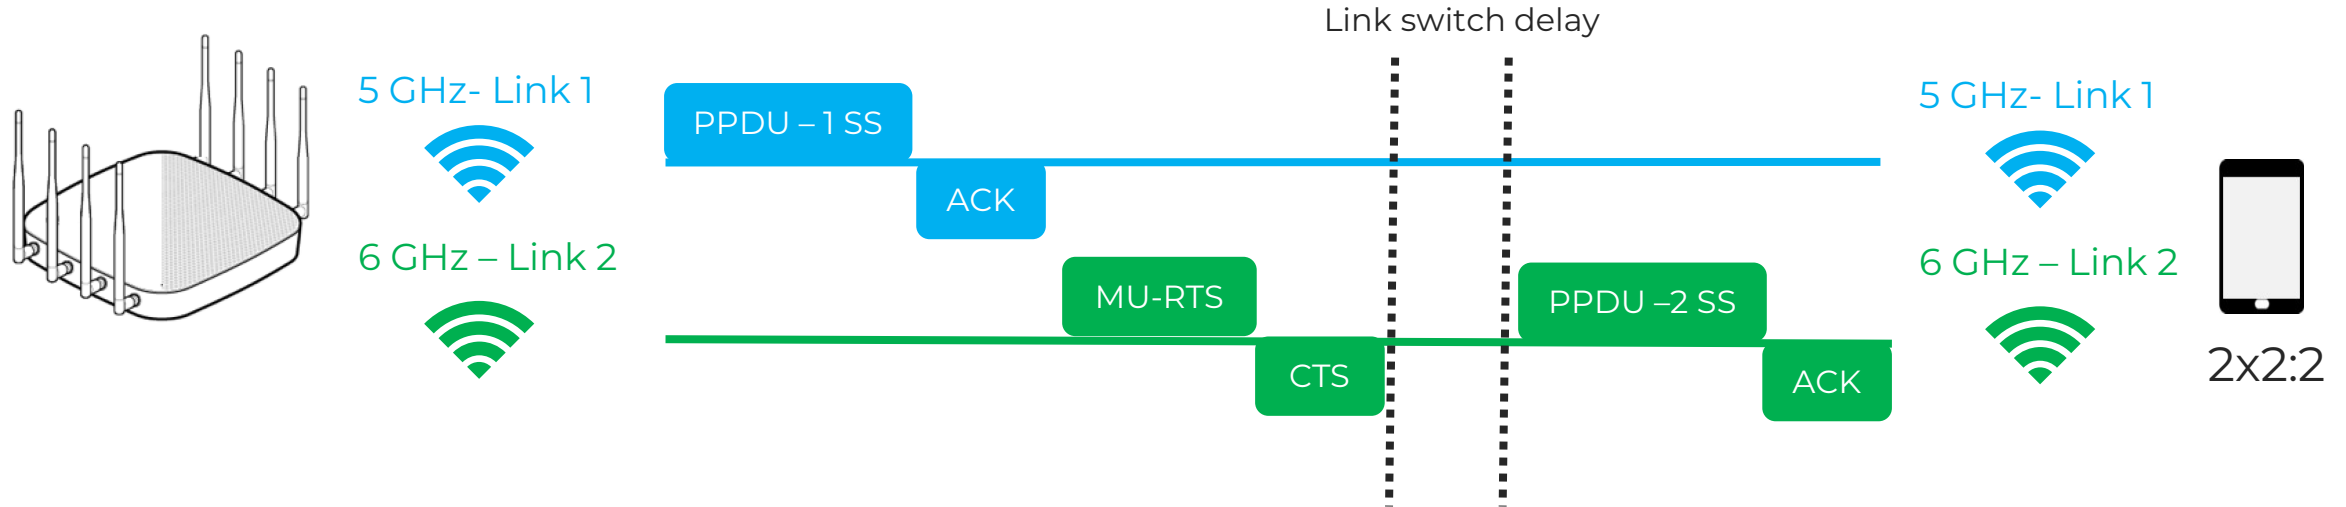 Link switch delay
5 GHz- Link 1
PPDU – 1 SS
5 GHz- Link 1
ACK
6 GHz – Link 2
MU-RTS
PPDU –2 SS
6 GHz – Link 2
CTS
ACK
2x2:2